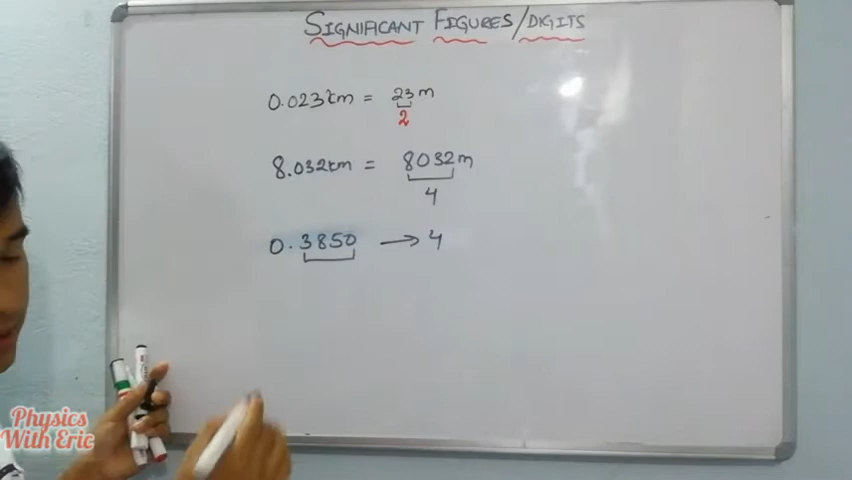 SIGNIFICANT FIGURES/DIGITS
0.023km = 23m
2
8.032km = 8032m
4
0.3850 → 4
Physics
With Eric